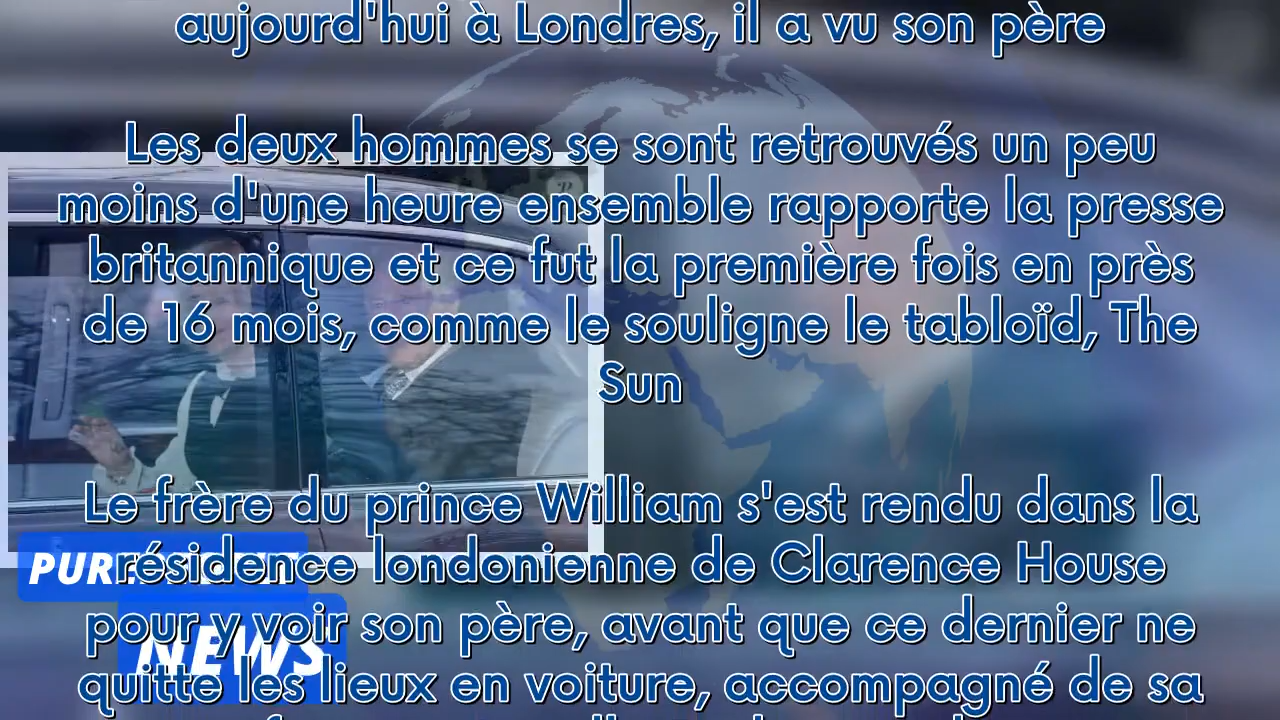 aujourd'hui à Londres, il a vu son père
Les deux hommes se sont retrouvés un peu
moins d'une heure ensemble rapporte la presse
britannique et ce fut la première fois en près
de 16 mois, comme le souligne le tabloïd, The
Sun
Le frère du prince William s'est rendu dans la
résidence londonienne de Clarence House
pour y voir son père, avant que ce dernier ne
quitte les lieux en voiture, accompagné de sa
NEWS